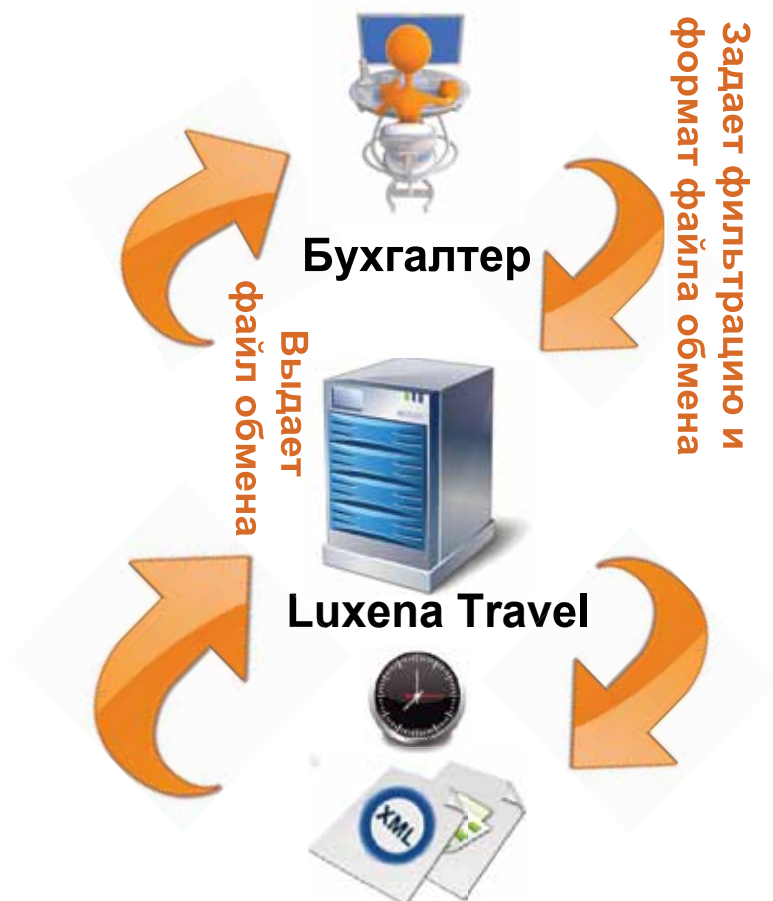 Задает фильтрацию и
формат файла обмена
Бухгалтер
Выдает
файл обмена
Luxena Travel
XML